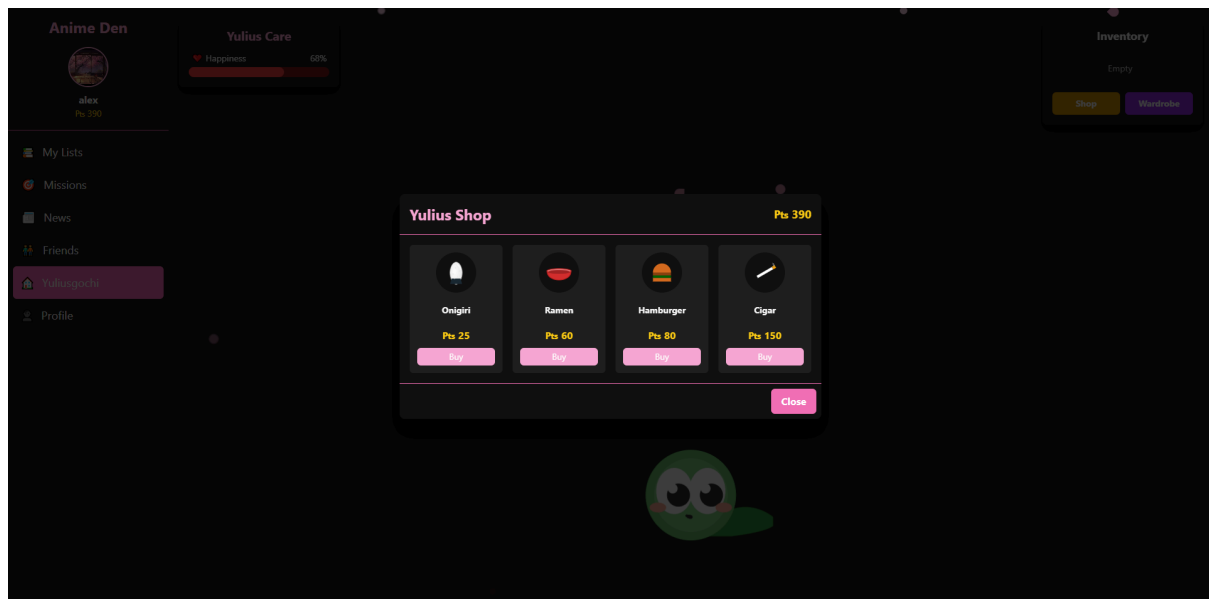 Anime Den
alex
Pts 390
My Lists
Missions
News
Friends
Yuliusgochi
Profile
Yulius Care
Happiness 68%
Inventory
Empty
Shop Wardrobe
Yulius Shop Pts 390
Onigiri Ramen Hamburger Cigar
Pts 25 Pts 60 Pts 80 Pts 150
Buy Buy Buy Buy
Close